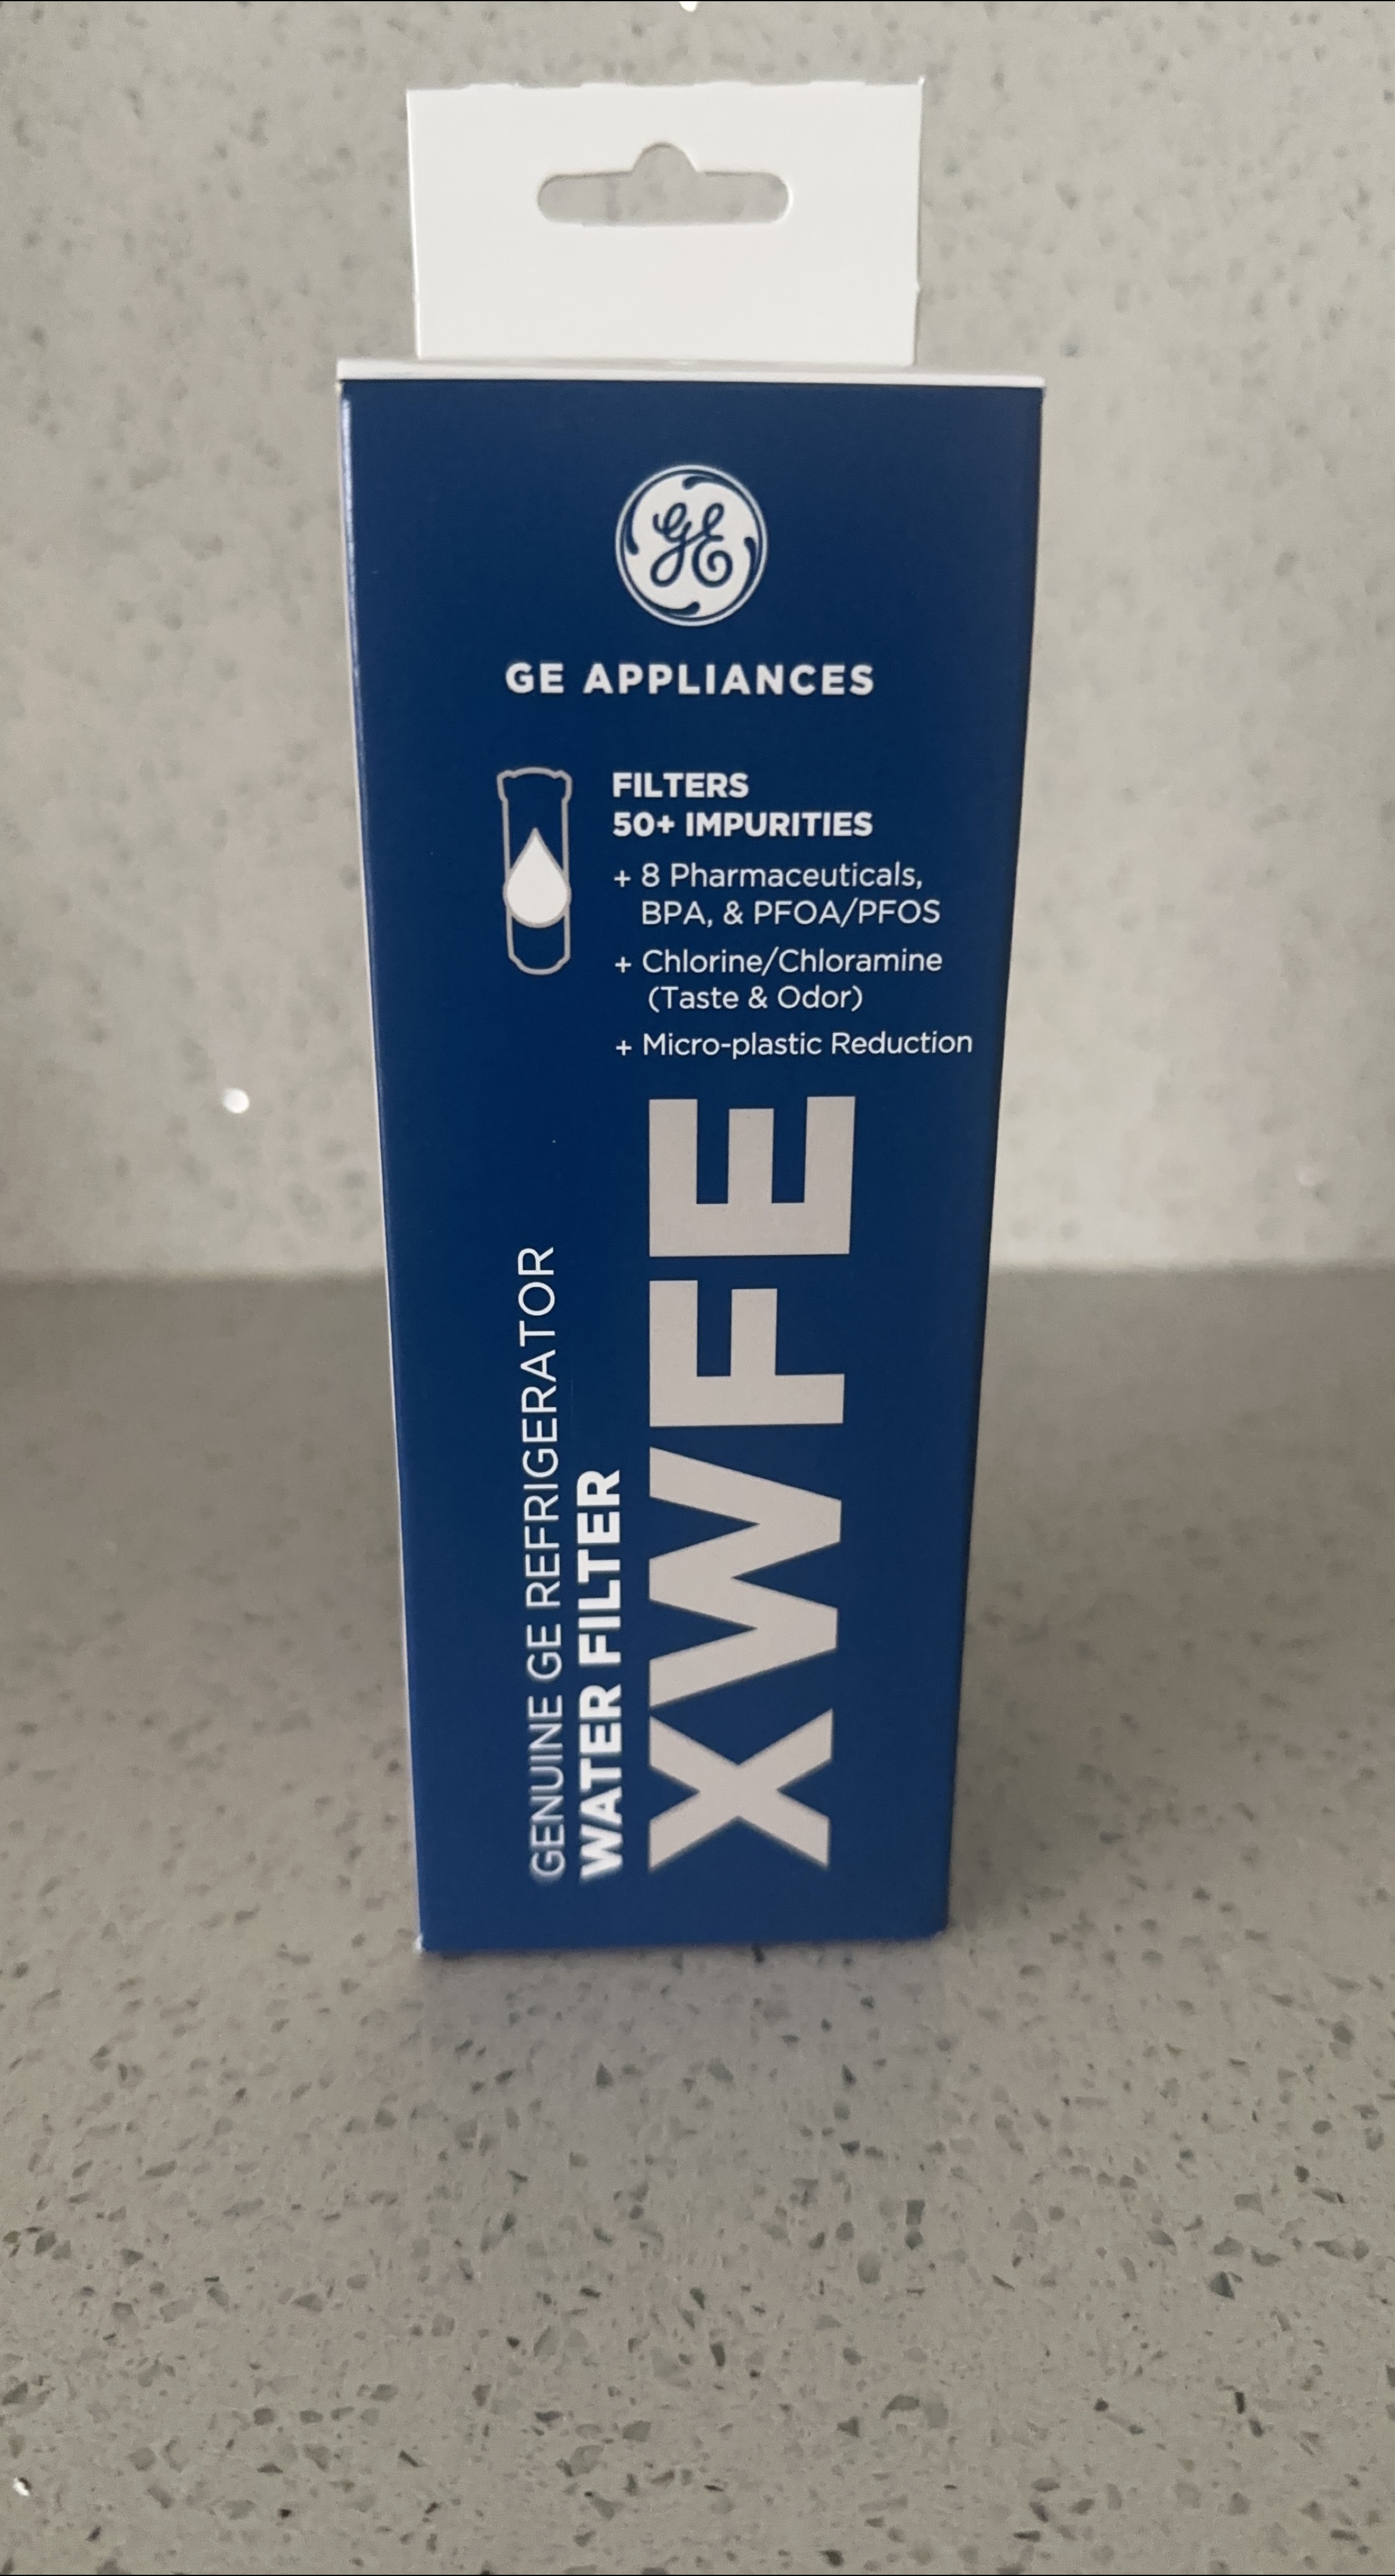 GE
GE APPLIANCES
FILTERS
50+ IMPURITIES
+ 8 Pharmaceuticals,
BPA, & PFOA/PFOS
+ Chlorine/Chloramine
(Taste & Odor)
+ Micro-plastic Reduction
GENUINE GE REFRIGERATOR
WATER FILTER
XWFE